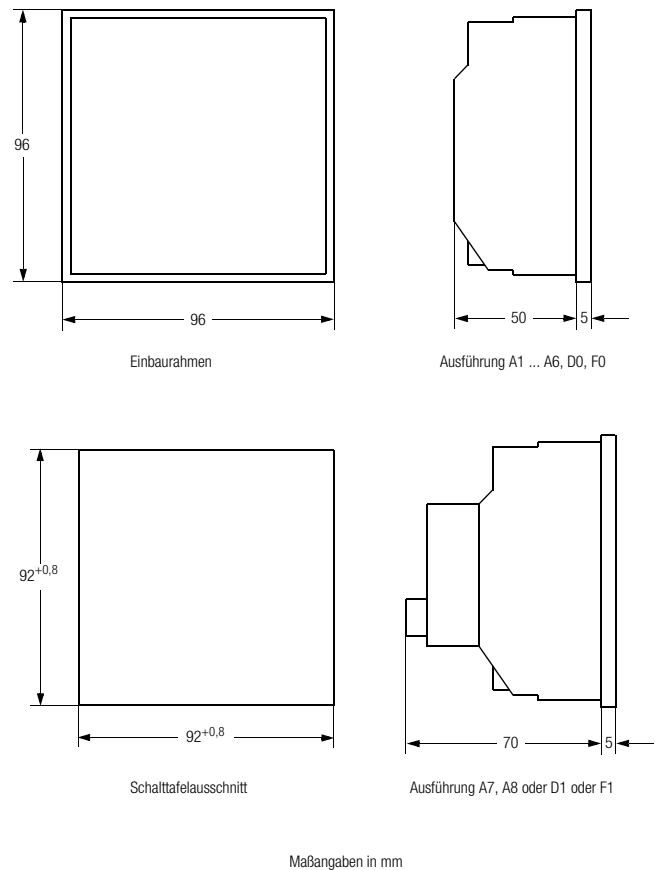 96
96
50
5
Einbaurahmen
Ausführung A1 ... A6, D0, F0
92+0,8
92+0,8
70
5
Schalttafelausschnitt
Ausführung A7, A8 oder D1 oder F1
Maßangaben in mm